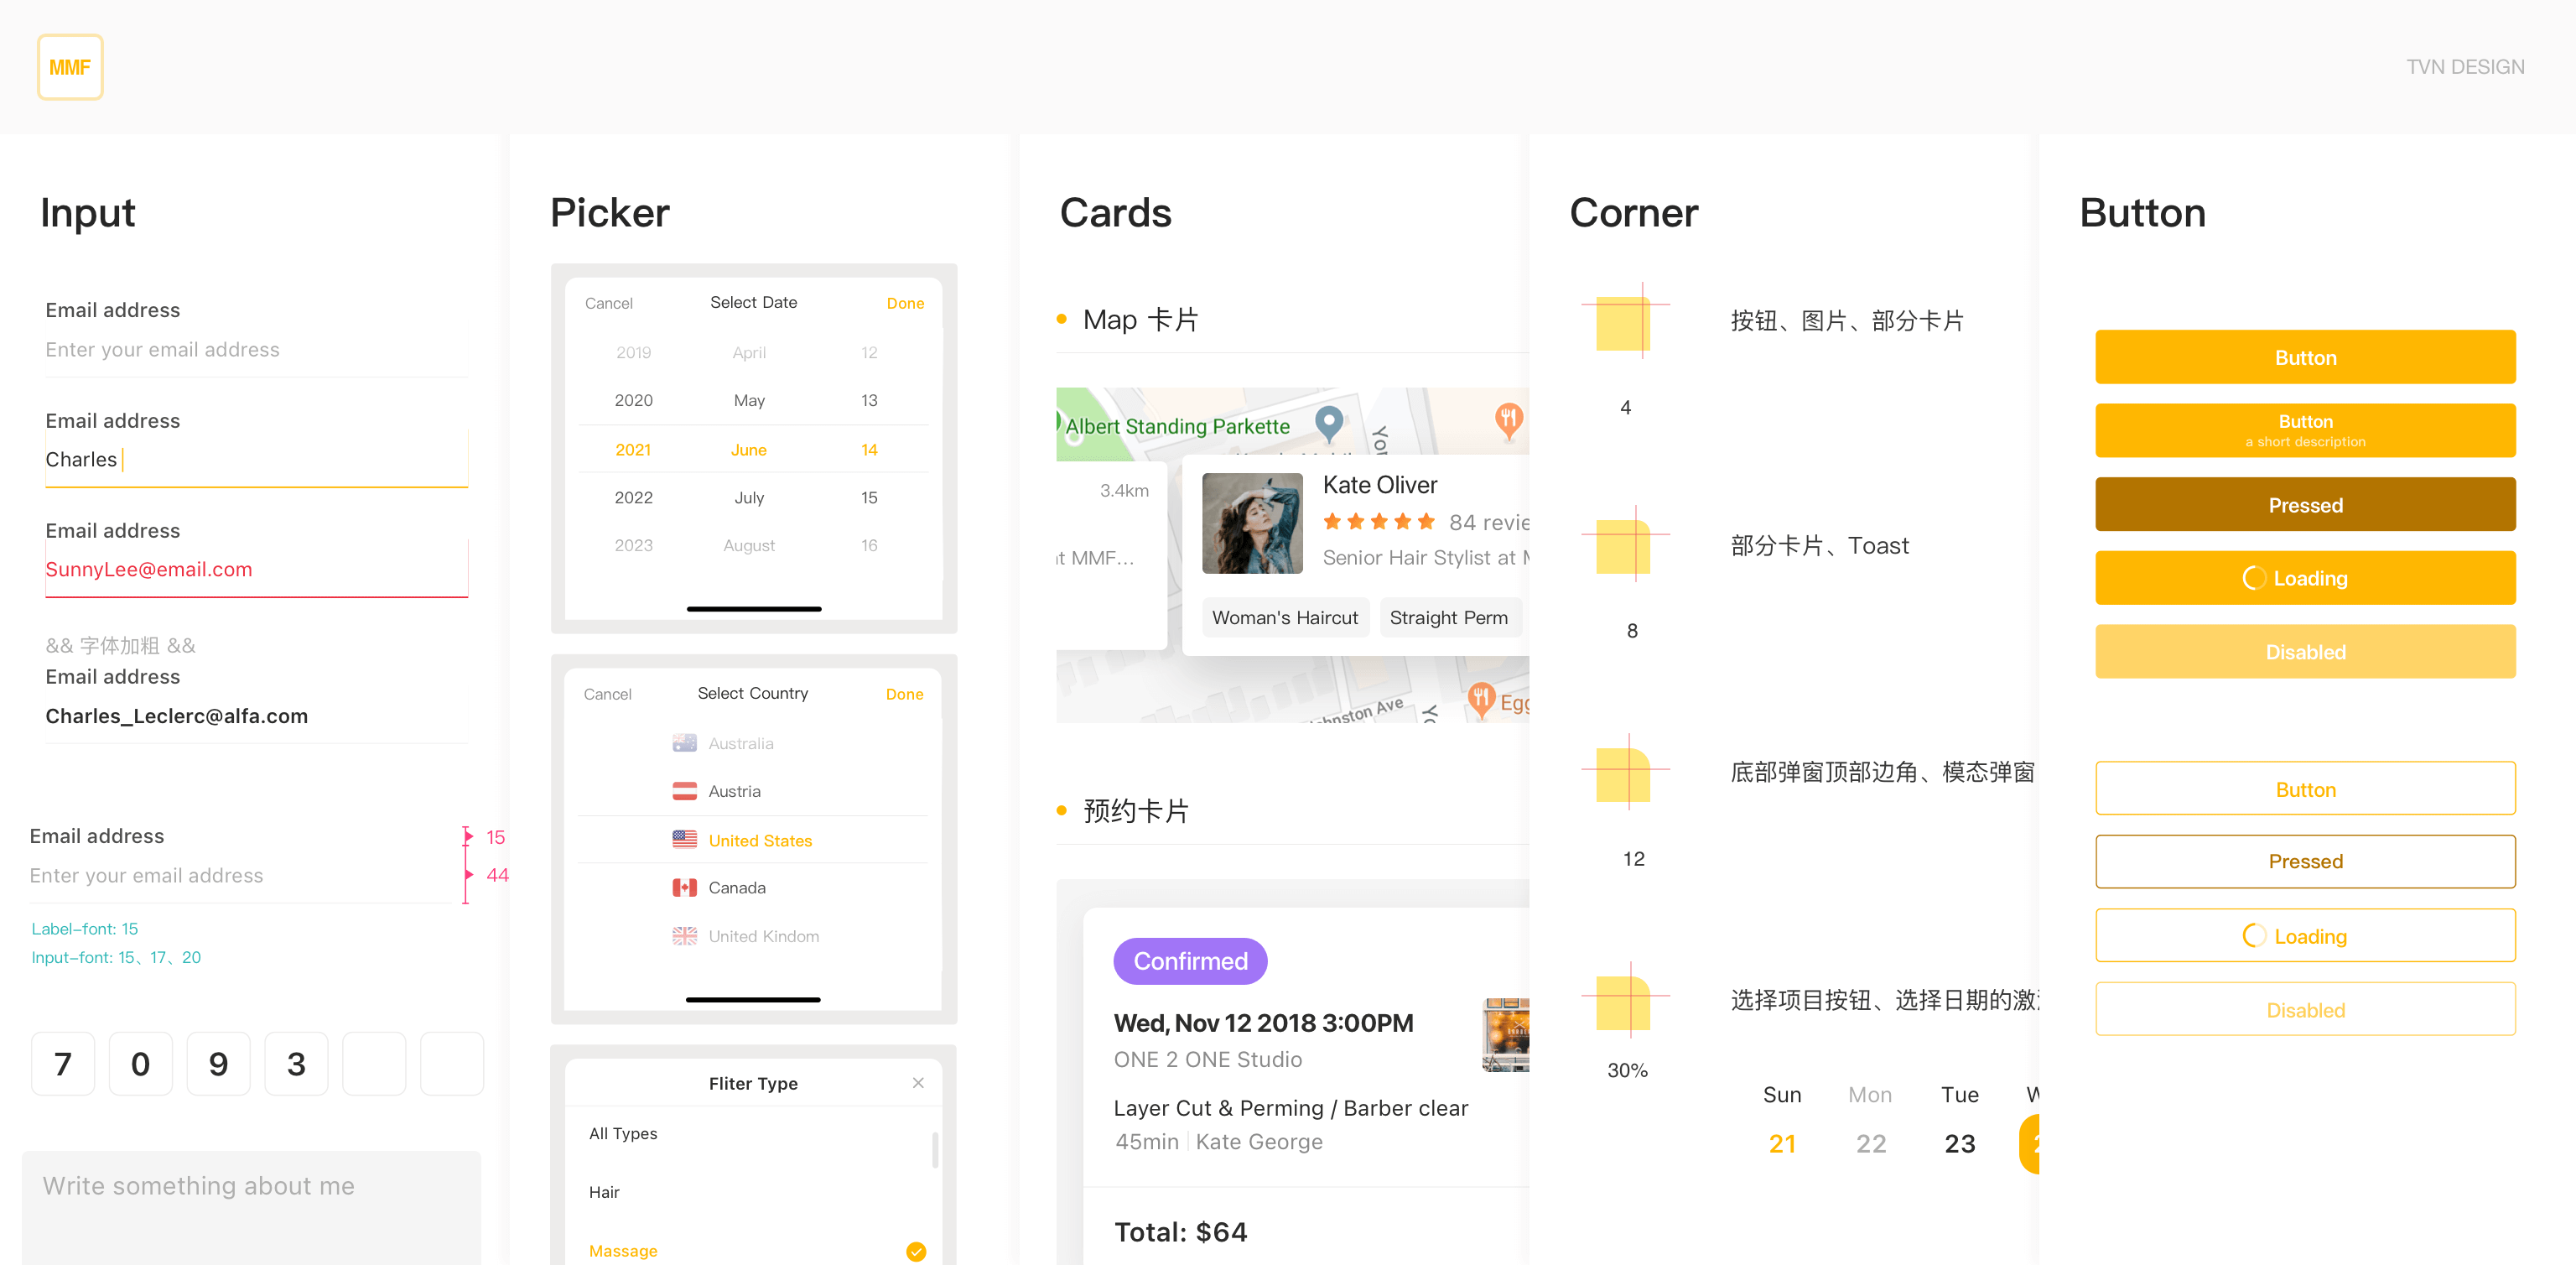 MMF
TVN DESIGN
Input
Email address
Enter your email address
Email address
Charles
Email address
SunnyLee@email.com
&& 字体加粗 &&
Email address
Charles_Leclerc@alfa.com
Email address
15
Enter your email address
44
Label-font: 15
Input-font: 15、17、20
7 0 9 3
Write something about me
Picker
Cancel Select Date Done
2019 April 12
2020 May 13
2021 June 14
2022 July 15
2023 August 16
Cancel Select Country Done
Australia
Austria
United States
Canada
United Kindom
Fliter Type
All Types
Hair
Massage
Cards
Map 卡片
Albert Standing Parkette
3.4km
MMF...
Kate Oliver
84
Senior Hair Stylist at
Woman's Haircut Straight Perm
预约卡片
Confirmed
Wed, Nov 12 2018 3:00PM
ONE 2 ONE Studio
Layer Cut & Perming / Barber clear
45min Kate George
Total: $64
Corner
按钮、图片、部分卡片
4
部分卡片、Toast
8
底部弹窗顶部边角、模态弹窗
12
选择项目按钮、选择日期的
30%
Sun Mon Tue
21 22 23
Button
Button
Button
a short description
Pressed
Loading
Disabled
Button
Pressed
Loading
Disabled